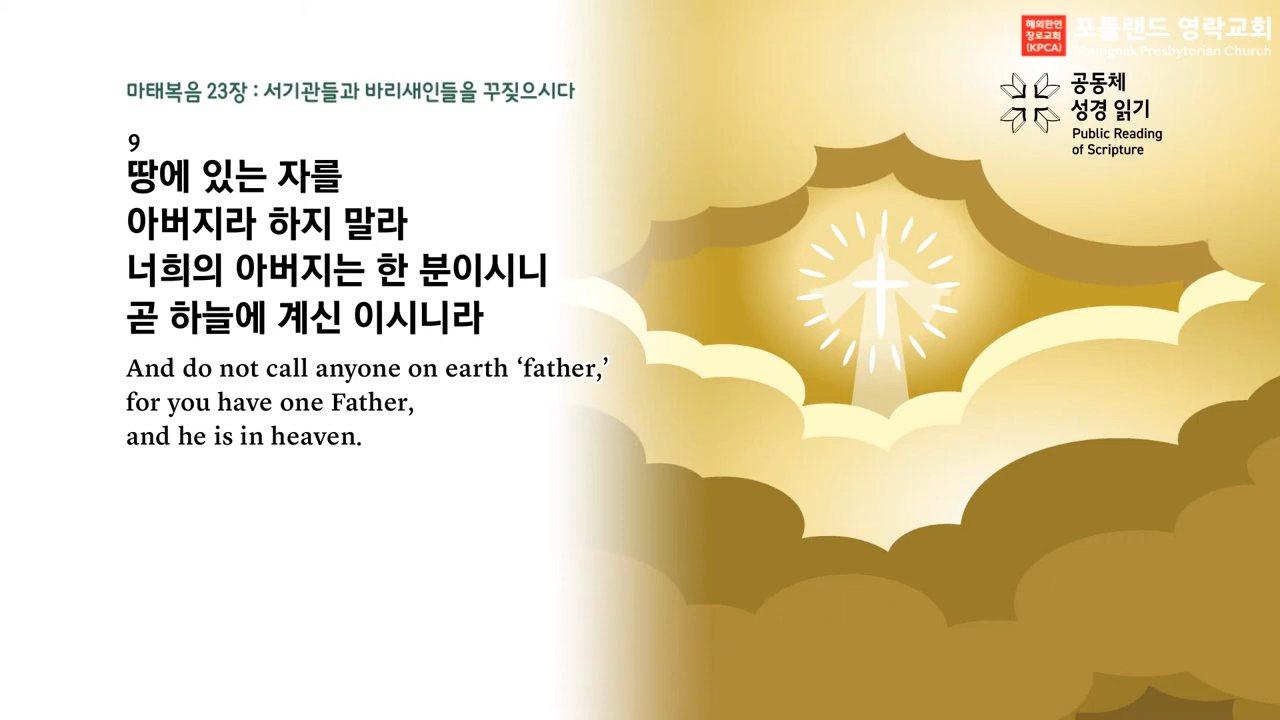 해외한인
장로교회
(KPCA)
포틀랜드 영락교회
Youngnak Presbyterian Church
공동체
성경 읽기
Public Reading
of Scripture
마태복음 23장 : 서기관들과 바리새인들을 꾸짖으시다
9
땅에 있는 자를
아버지라 하지 말라
너희의 아버지는 한 분이시니
곧 하늘에 계신 이시니라
And do not call anyone on earth ‘father,’
for you have one Father,
and he is in heaven.